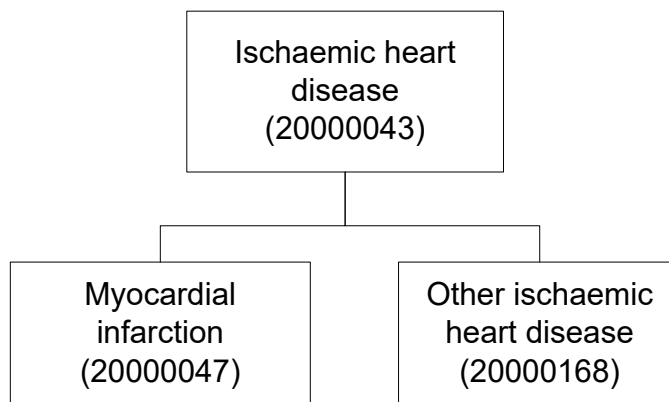 Ischaemic heart
disease
(20000043)
Myocardial
infarction
(20000047)
Other ischaemic
heart disease
(20000168)